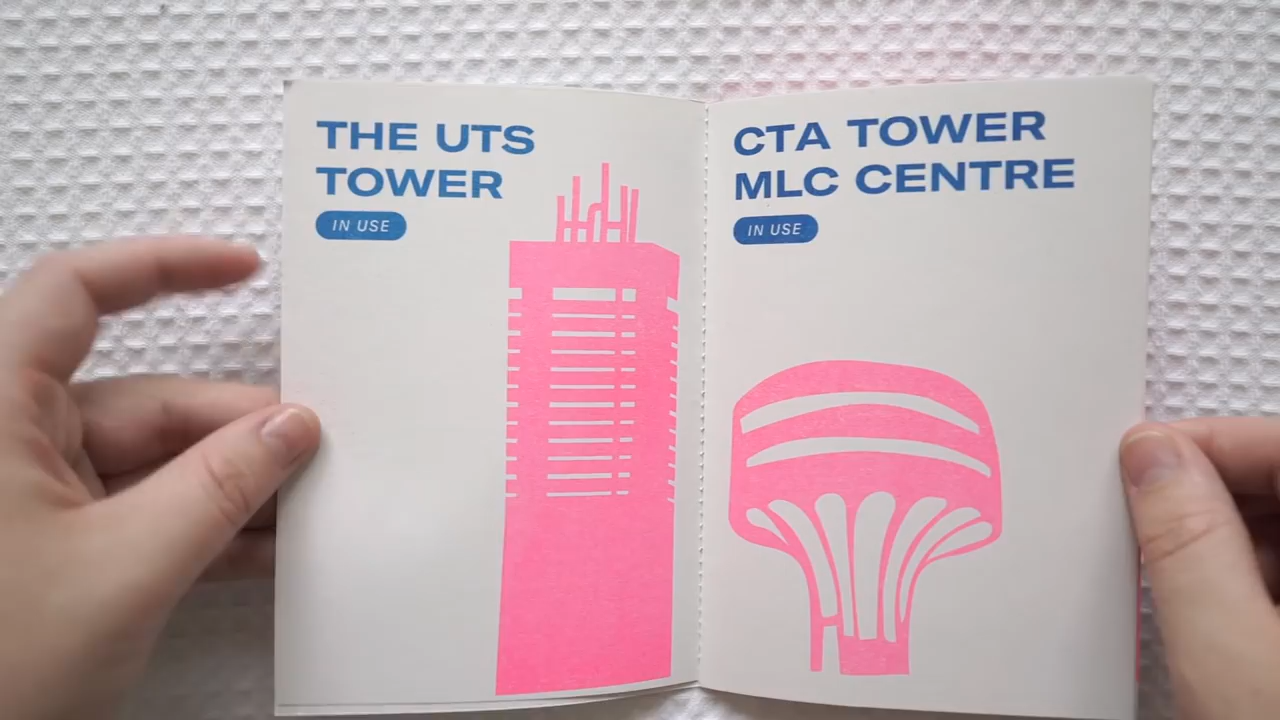 THE UTS
TOWER
IN USE
CTA TOWER
MLC CENTRE
IN USE